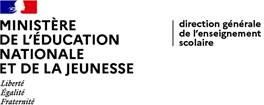 MINISTÈRE
DE L'ÉDUCATION
NATIONALE
ET DE LA JEUNESSE
Liberté
Égalité
Fraternité
direction générale
de l'enseignement
scolaire